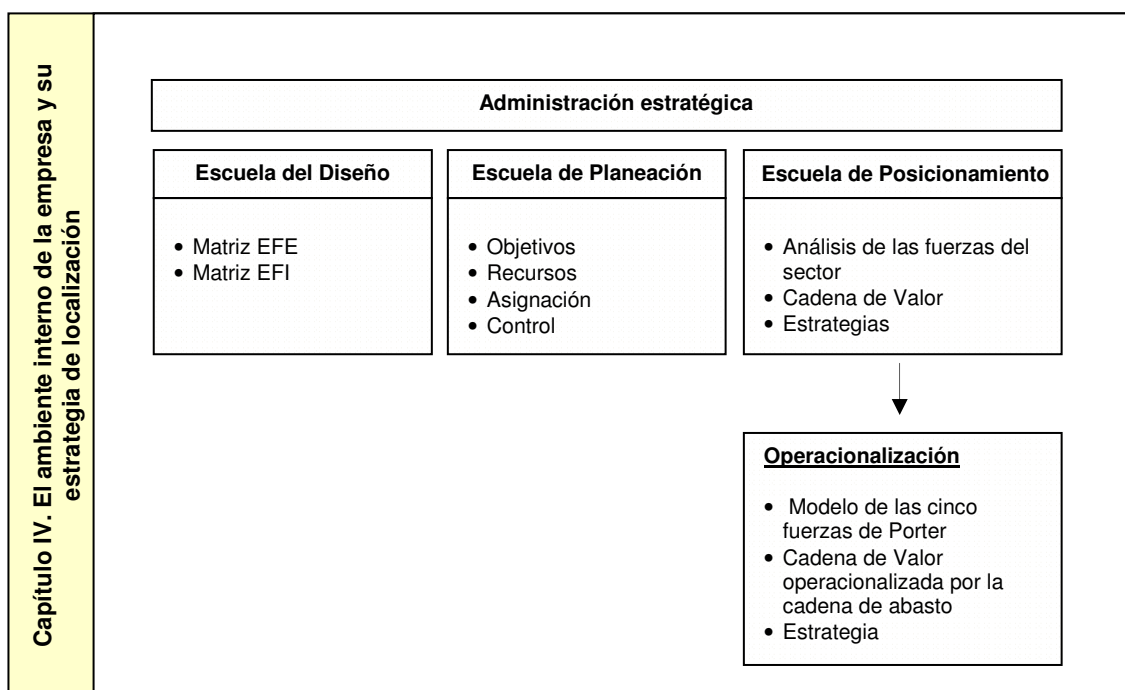 Capítulo IV. El ambiente interno de la empresa y su
estrategia de localización
Administración estratégica
Escuela del Diseño
• Matriz EFE
• Matriz EFI
Escuela de Planeación
• Objetivos
• Recursos
• Asignación
• Control
Escuela de Posicionamiento
• Análisis de las fuerzas del
sector
• Cadena de Valor
• Estrategias
Operacionalización
• Modelo de las cinco
fuerzas de Porter
• Cadena de Valor
operacionalizada por la
cadena de abasto
• Estrategia